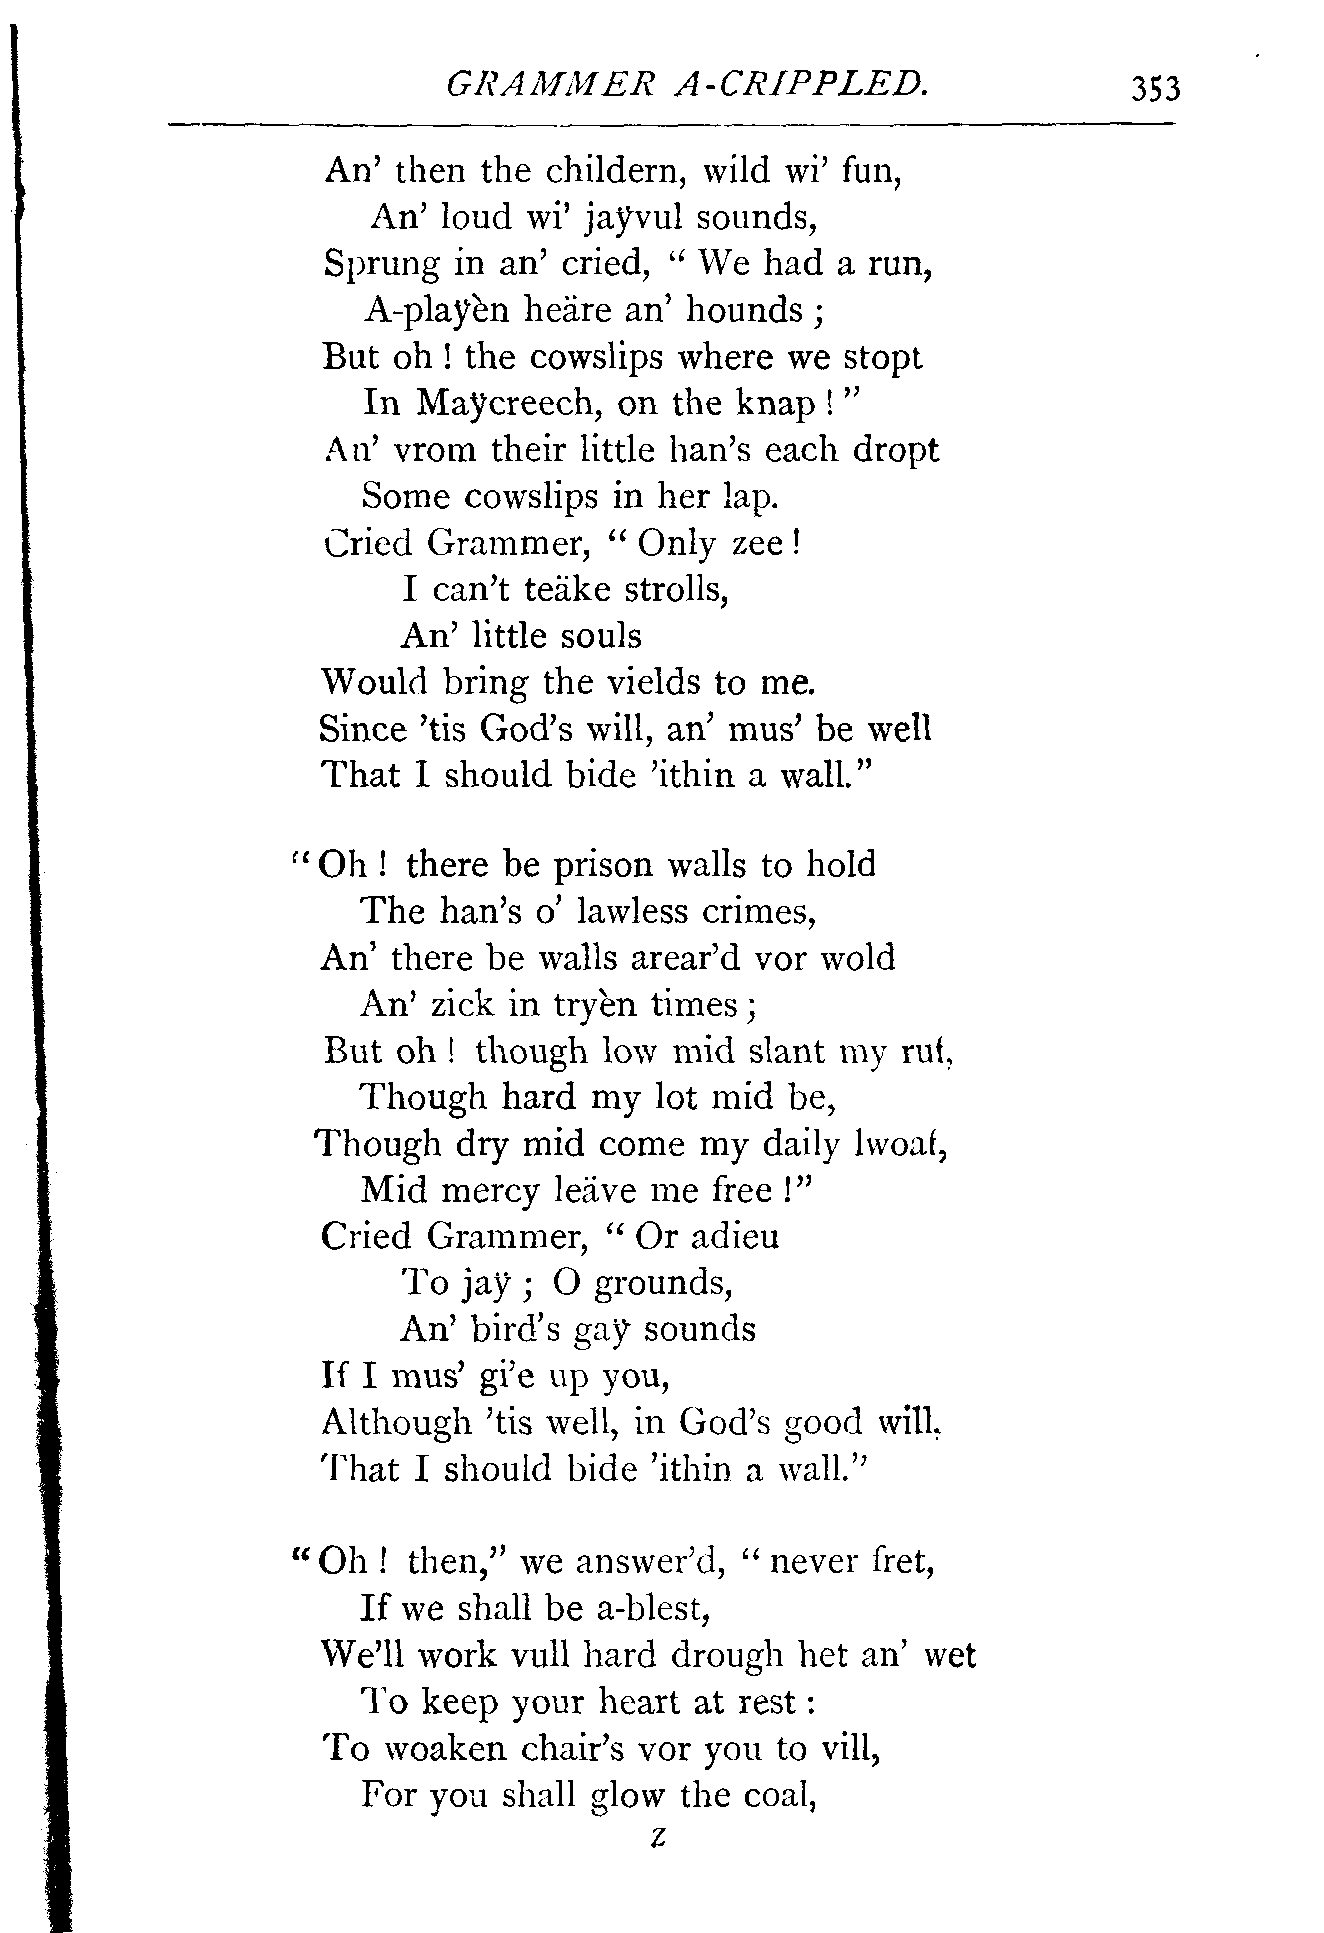 GRAMMER A-CRIPPLED. 353
An' then the childern, wild wi' fun,
An' loud wi' jaÿvul sounds,
Sprung in an' cried, "We had a run,
A-playèn heäre an' hounds;
But oh! the cowslips where we stopt
In Maÿcreech, on the knap!"
An' vrom their little han's each dropt
Some cowslips in her lap.
Cried Grammer, "Only zee!
I can't teäke strolls,
An' little souls
Would bring the vields to me.
Since 'tis God's will, an' mus' be well
That I should bide 'ithin a wall."
"Oh! there be prison walls to hold
The han's o' lawless crimes,
An' there be walls arear'd vor wold
An' zick in tryèn times;
But oh! though low mid slant my ruf,
Though hard my lot mid be,
Though dry mid come my daily lwoaf,
Mid mercy leäve me free!"
Cried Grammer, "Or adieu
To jaÿ; O grounds,
An' bird's gaÿ sounds
If I mus' gi'e up you,
Although 'tis well, in God's good will,
That I should bide 'ithin a wall."
"Oh! then," we answer'd, "never fret,
If we shall be a-blest,
We'll work vull hard drough het an' wet
To keep your heart at rest:
To woaken chair's vor you to vill,
For you shall glow the coal,
Z